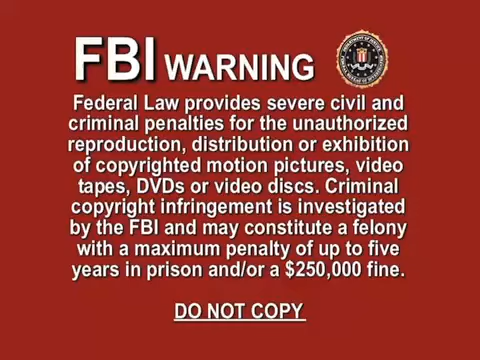 FBI WARNING
Federal Law provides severe civil and
criminal penalties for the unauthorized
reproduction, distribution or exhibition
of copyrighted motion pictures, video
tapes, DVDs or video discs. Criminal
copyright infringement is investigated
by the FBI and may constitute a felony
with a maximum penalty of up to five
years in prison and/or a $250,000 fine.
DO NOT COPY